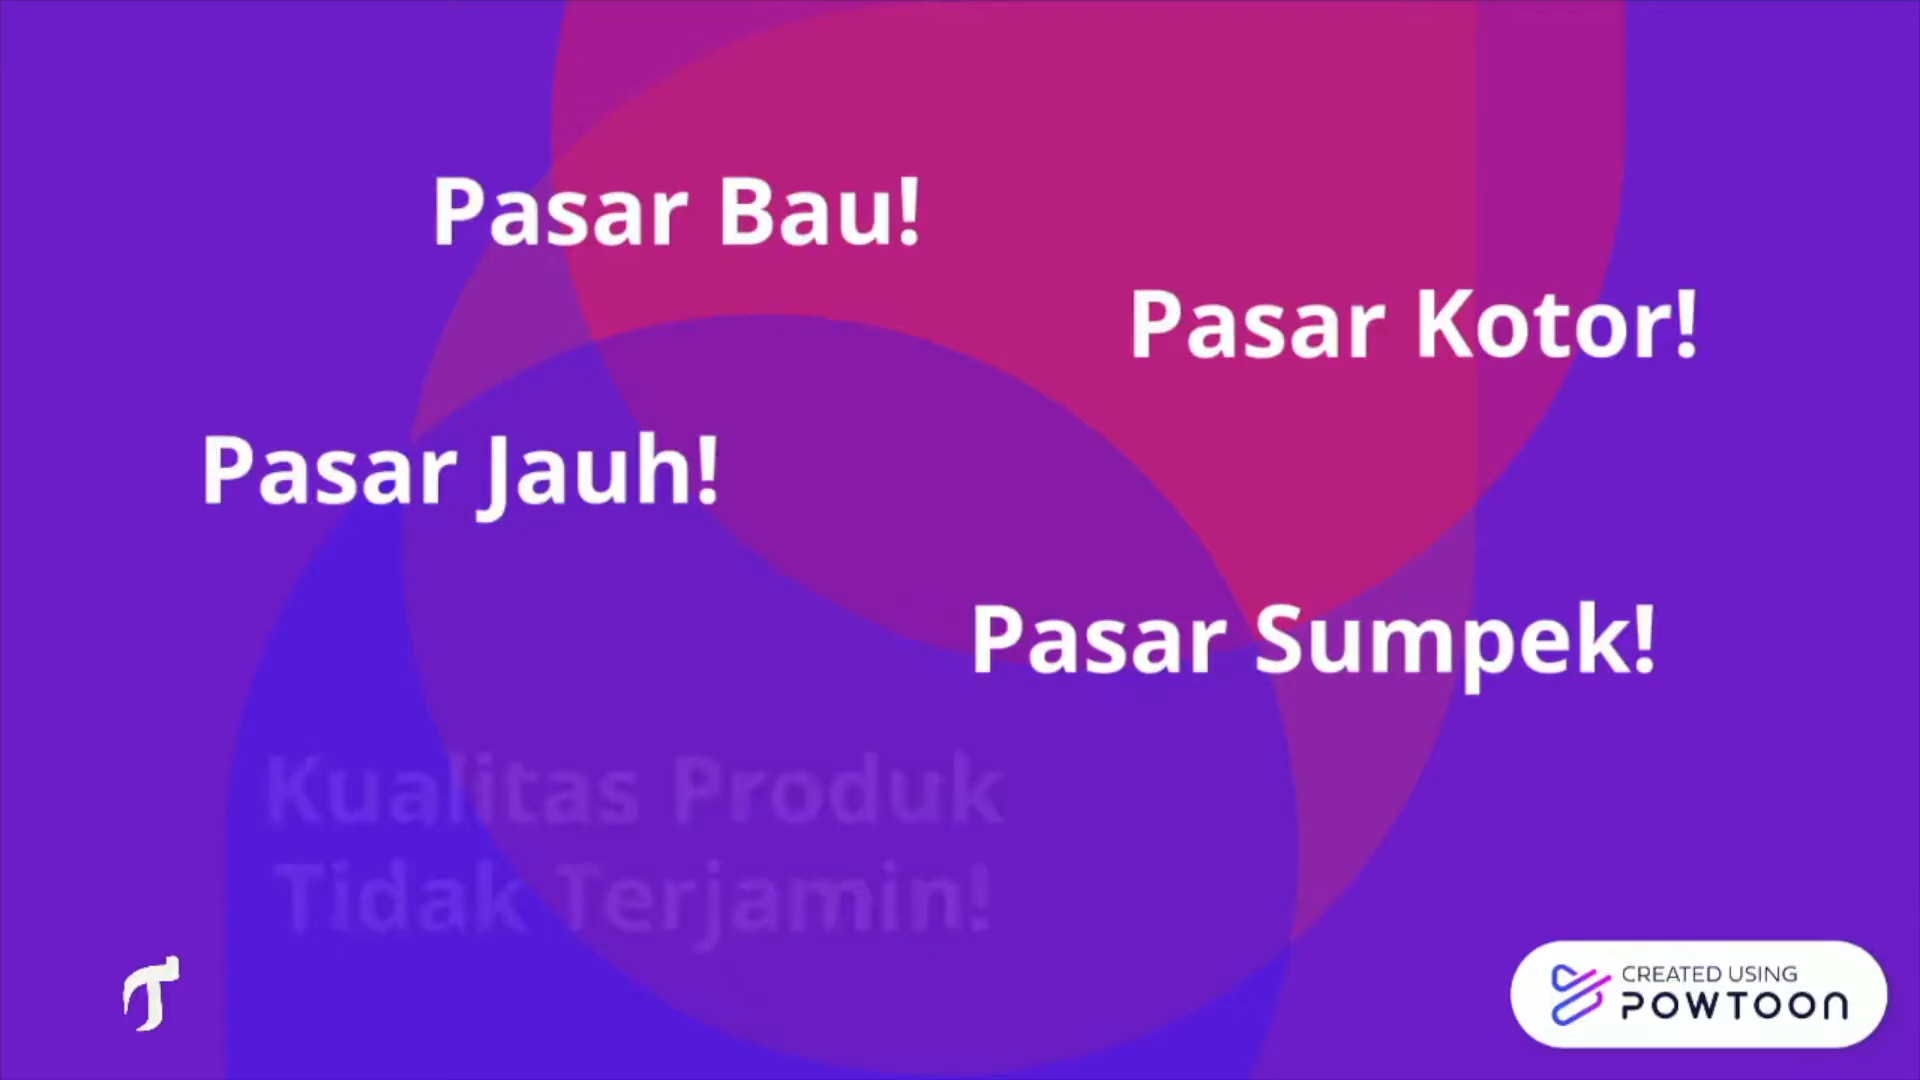 Pasar Bau!
Pasar Kotor!
Pasar Jauh!
Pasar Sumpek!
Kualitas Produk
Tidak Terjamin!
CREATED USING
POWTOON